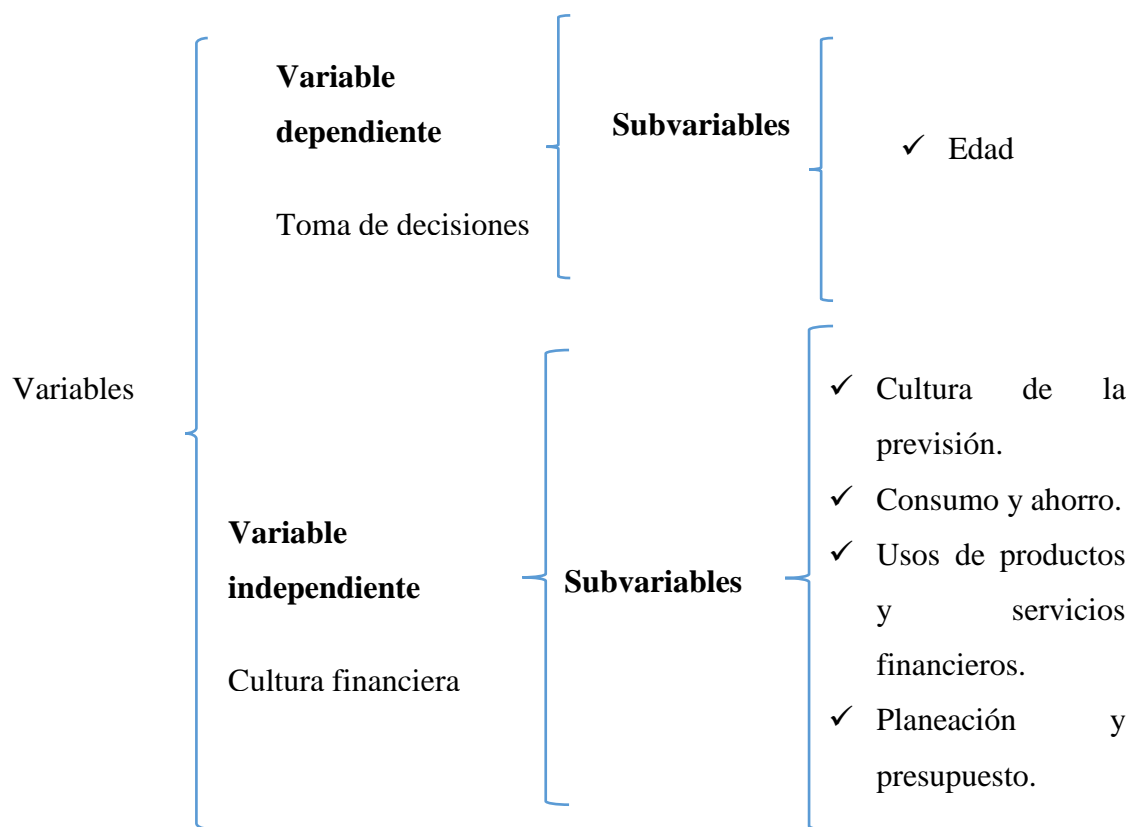 Variables
Variable
dependiente
Toma de decisiones
Subvariables
✓ Edad
Variable
independiente
Cultura financiera
Subvariables
✓ Cultura de la
previsión.
✓ Consumo y ahorro.
✓ Usos de productos
y servicios
financieros.
✓ Planeación y
presupuesto.